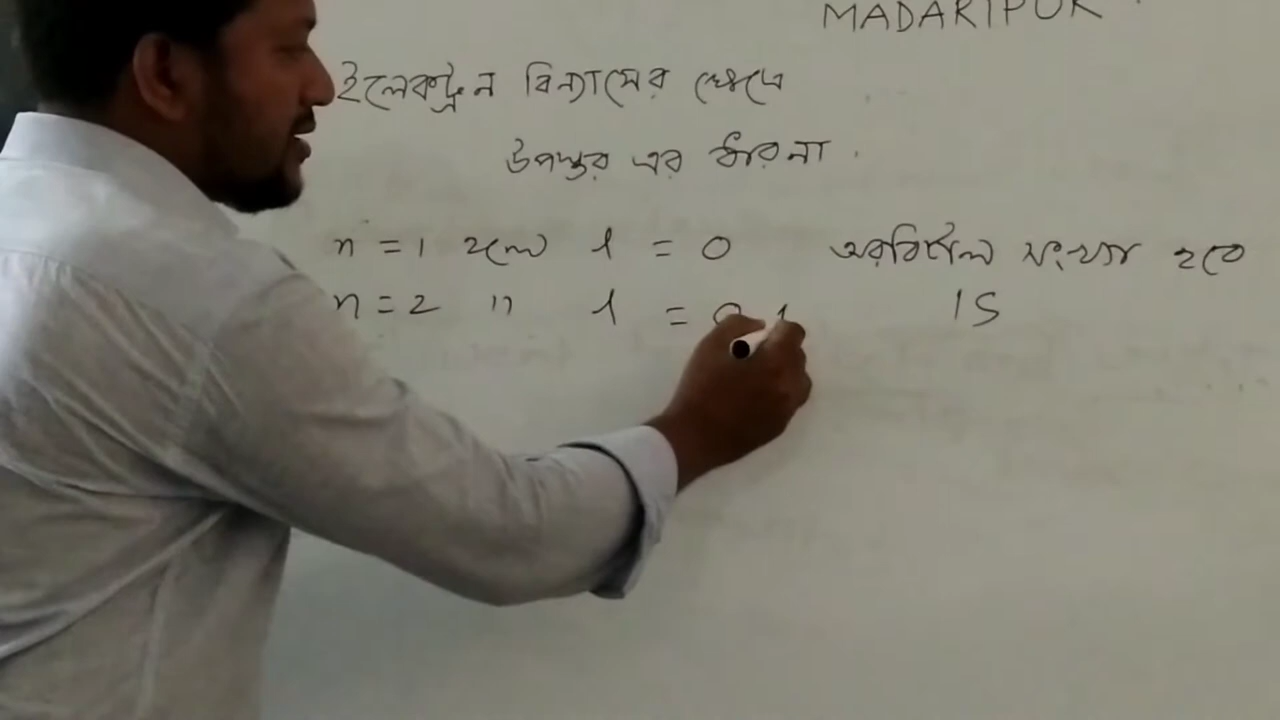 MADARIPUR
ইলেকট্রন বিন্যাসের ক্ষেত্রে
উপস্তর এর ধারনা .
n = 1 হলে l = 0 অরবিটাল সংখ্যা হবে
n = 2 " l = 0, 1 1S